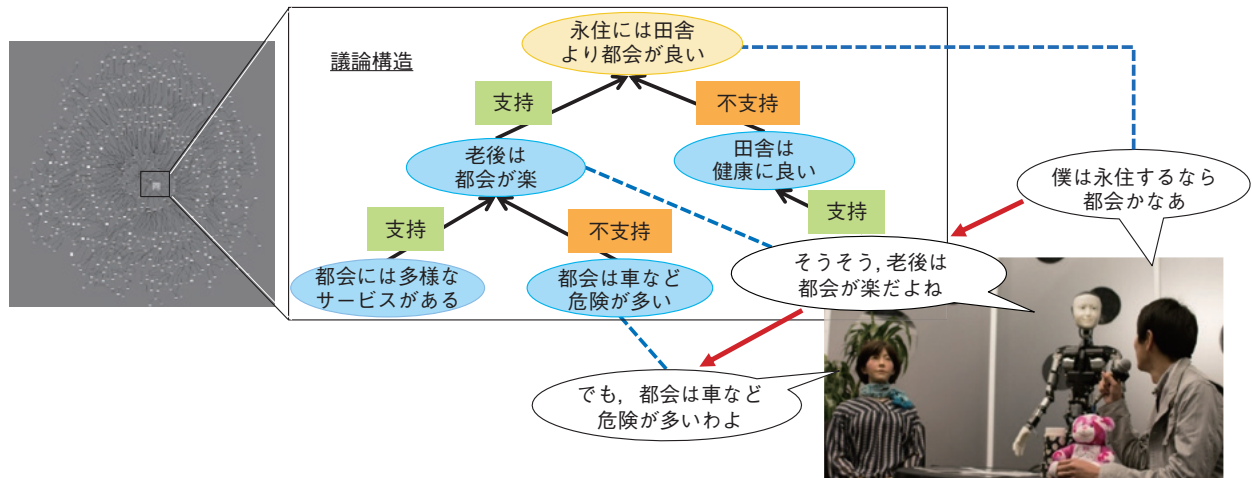 議論構造
永住には田舎
より都会が良い
支持
不支持
老後は
都会が楽
田舎は
健康に良い
支持
不支持
支持
都会には多様な
サービスがある
都会は車など
危険が多い
僕は永住するなら
都会かなあ
そうそう,老後は
都会が楽だよね
でも,都会は車など
危険が多いわよ